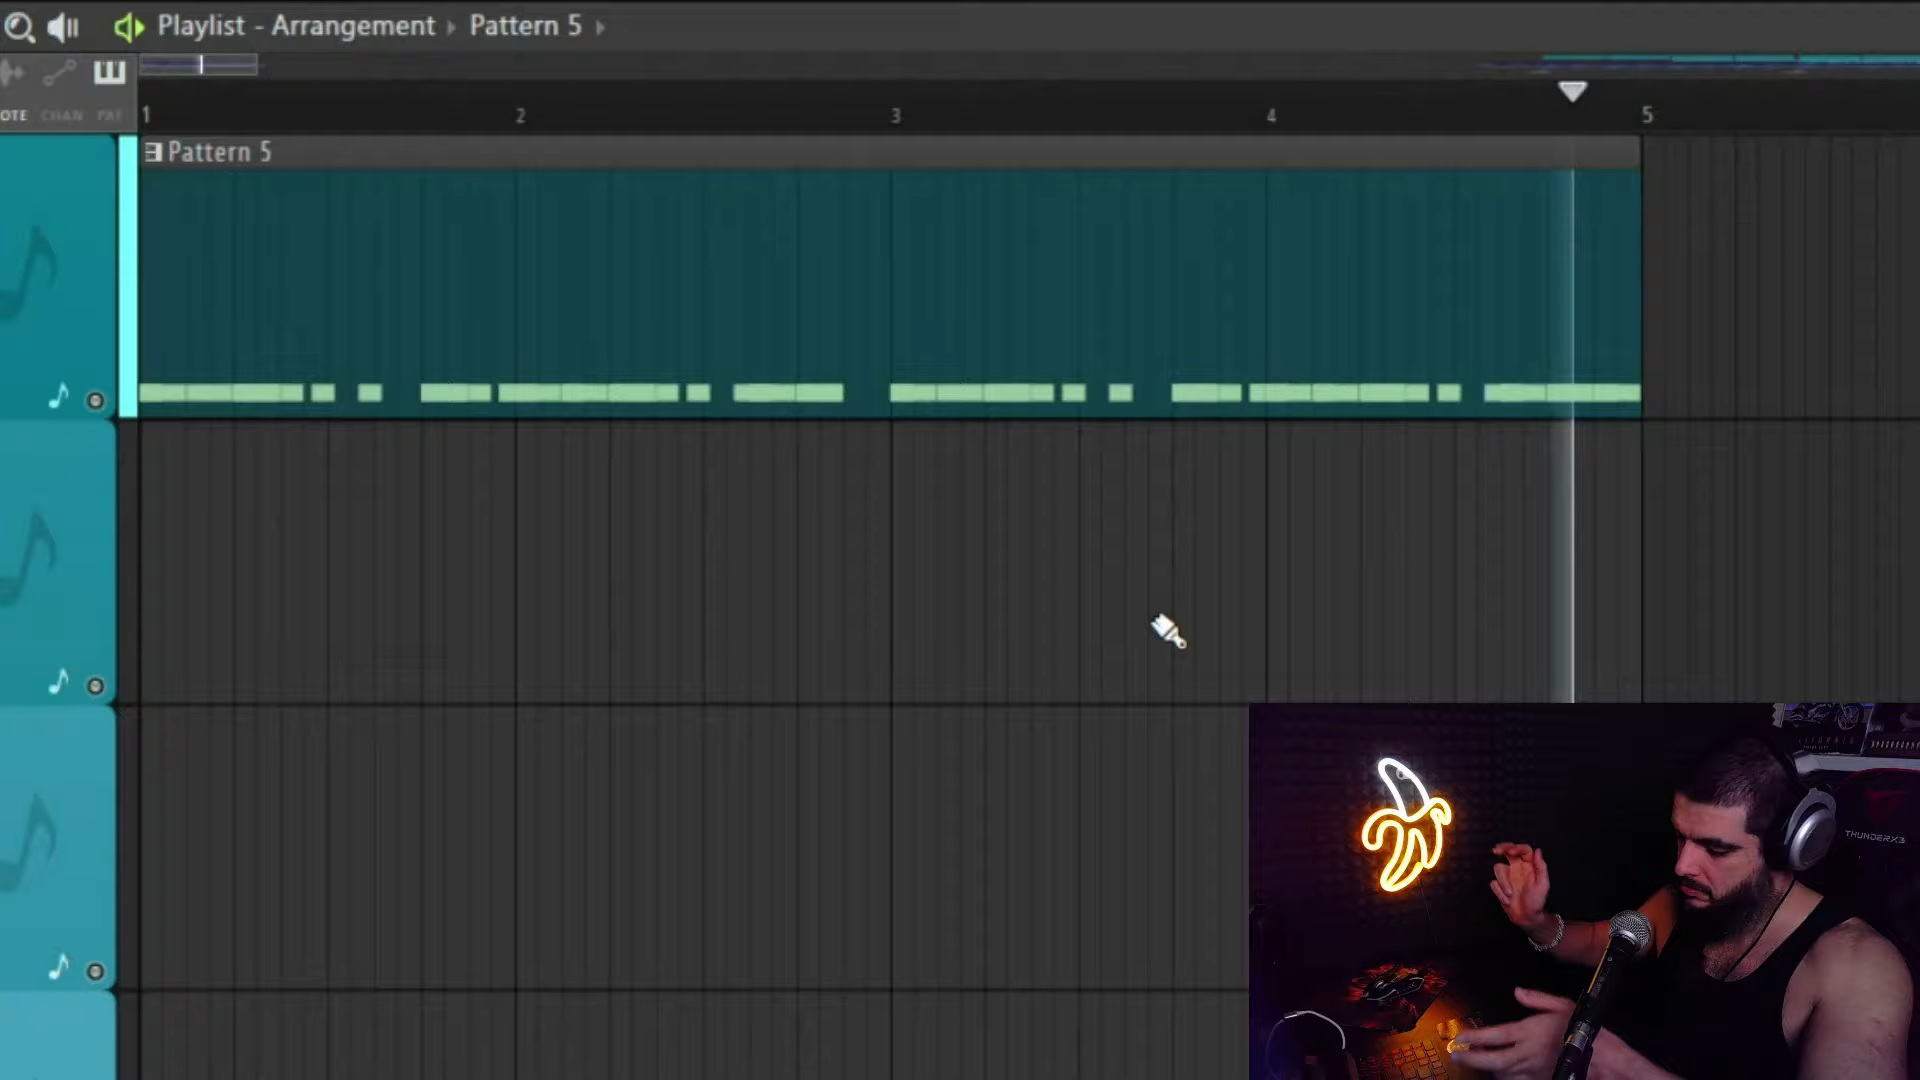 Playlist - Arrangement ▸ Pattern 5 ▸
OTE CHAN PAT
1 2 3 4 5
Pattern 5
THUNDERX3